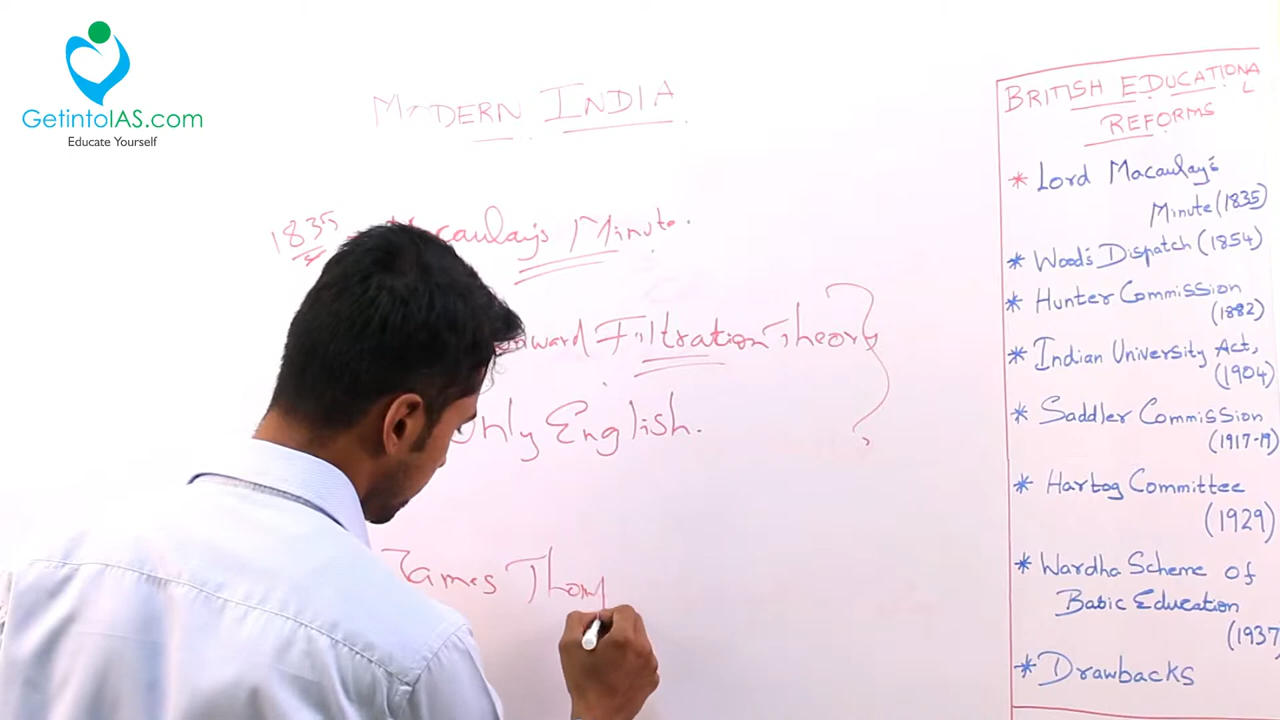 GetintoIAS.com
Educate Yourself
MODERN INDIA
1835
Macaulay's Minute.
Filtration Theory
Only English.
James Thomp
BRITISH EDUCATIONAL
REFORMS
* Lord Macaulay's
Minute (1835)
* Wood's Dispatch (1854)
* Hunter Commission
(1882)
* Indian University Act,
(1904)
* Saddler Commission
(1917-19)
* Hartog Committee
(1929)
* Wardha Scheme of
Basic Education
(1937
* Drawbacks